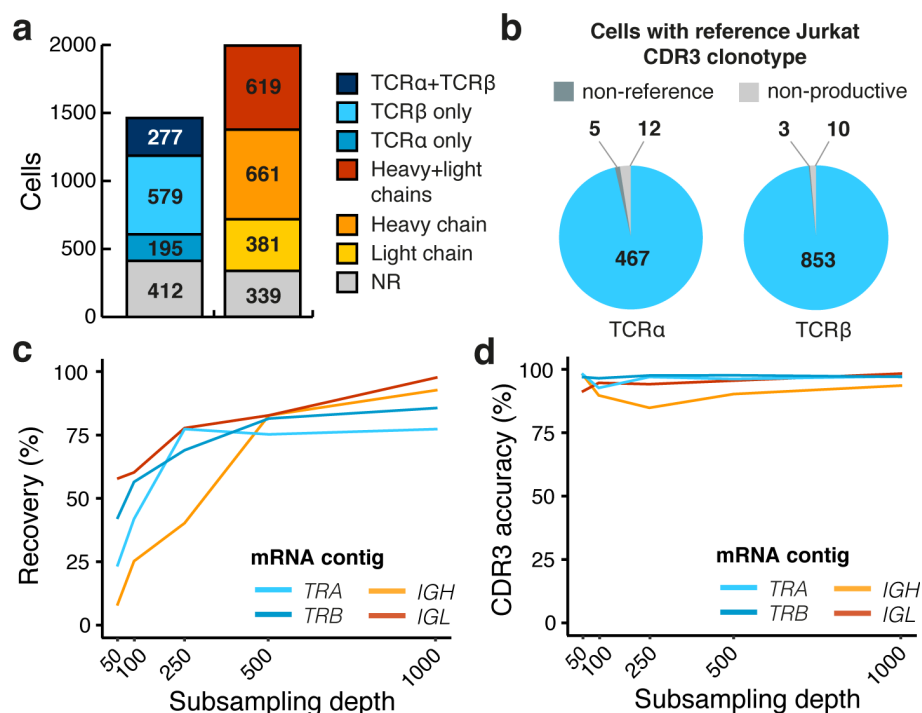 a
2000
1500
1000
500
0
Cells
277
579
195
412
619
661
381
339
TCRα+TCRβ
TCRβ only
TCRα only
Heavy+light
chains
Heavy chain
Light chain
NR
b
Cells with reference Jurkat
CDR3 clonotype
non-reference
non-productive
5
12
467
TCRα
3
10
853
TCRβ
c
100
75
50
25
0
Recovery (%)
mRNA contig
TRA
IGH
TRB
IGL
50
100
250
500
1000
Subsampling depth
d
100
75
50
25
0
CDR3 accuracy (%)
mRNA contig
TRA
IGH
TRB
IGL
50
100
250
500
1000
Subsampling depth